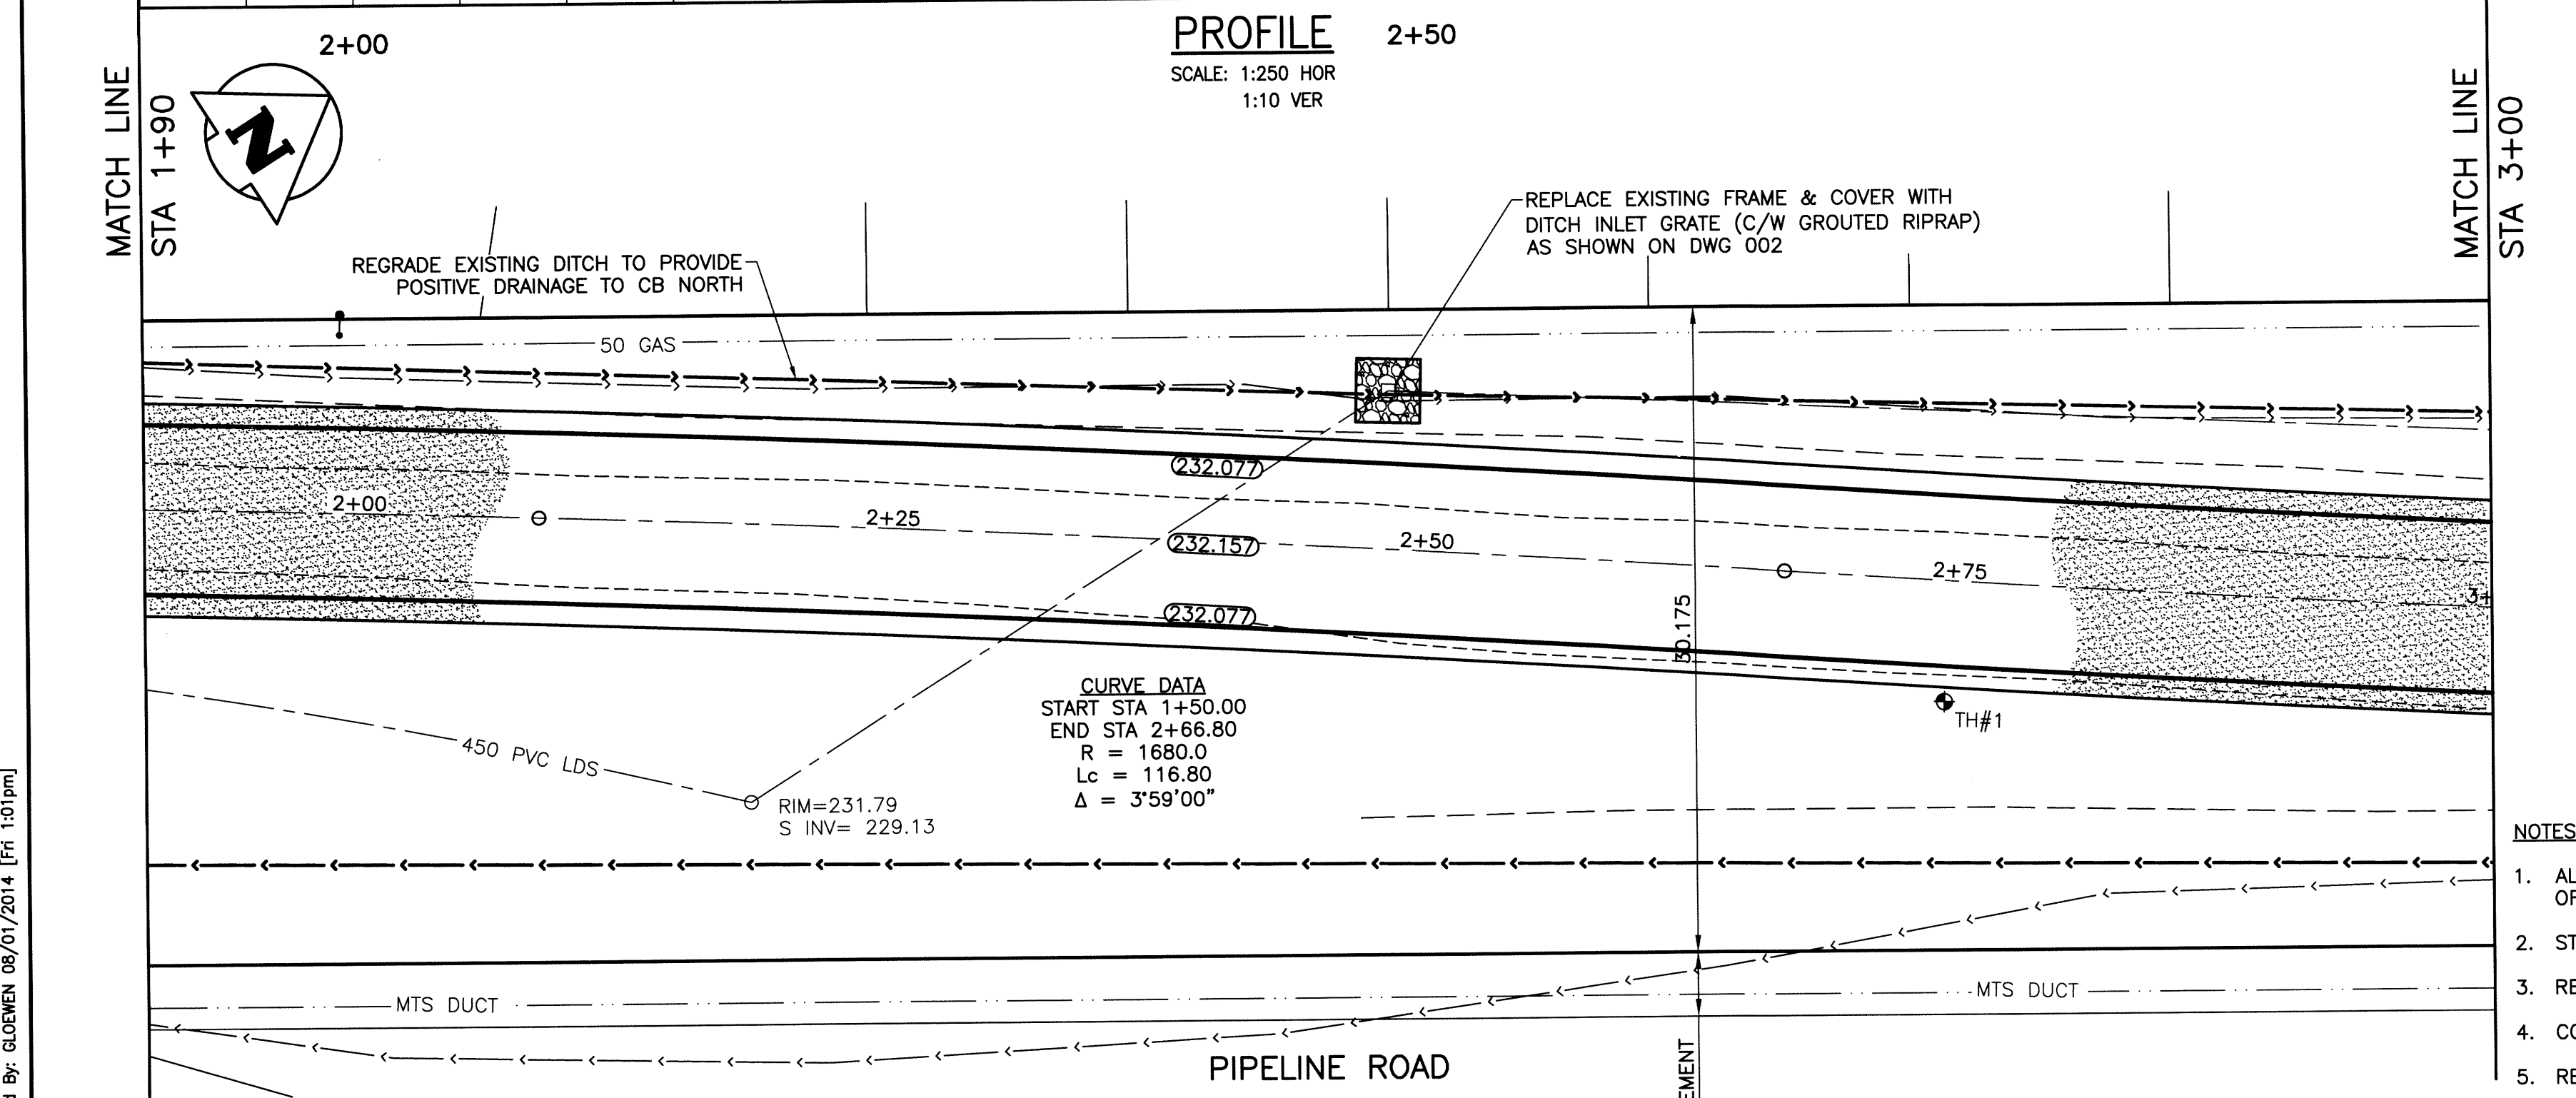 PROFILE
SCALE: 1:250 HOR
1:10 VER
2+00
2+50
MATCH LINE
STA 1+90
N
MATCH LINE
STA 3+00
REPLACE EXISTING FRAME & COVER WITH
DITCH INLET GRATE (C/W GROUTED RIPRAP)
AS SHOWN ON DWG 002
REGRADE EXISTING DITCH TO PROVIDE
POSITIVE DRAINAGE TO CB NORTH
50 GAS
232.077
2+00
2+25
232.157
2+50
2+75
3+
232.077
30.175
CURVE DATA
START STA 1+50.00
END STA 2+66.80
R = 1680.0
Lc = 116.80
Δ = 3°59'00"
TH#1
450 PVC LDS
RIM=231.79
S INV= 229.13
MTS DUCT
MTS DUCT
PIPELINE ROAD
EMENT
NOTES
1. AL
OF
2. ST
3. RE
4. CO
5. RE
d By: GLOEWEN 08/01/2014 [Fri 1:01pm]